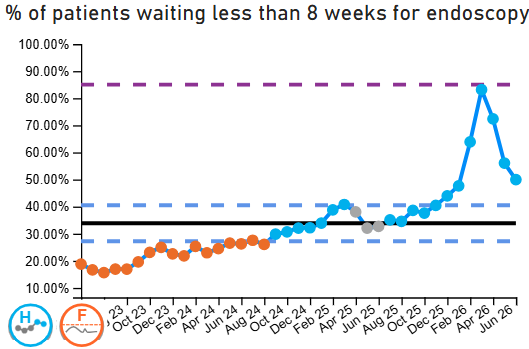 % of patients waiting less than 8 weeks for endoscopy
100.00%
90.00%
80.00%
70.00%
60.00%
50.00%
40.00%
30.00%
20.00%
10.00%
23
Oct 23
Dec 23
Feb 24
Apr 24
Jun 24
Aug 24
Oct 24
Dec 24
Feb 25
Apr 25
Jun 25
Aug 25
Oct 25
Dec 25
Feb 26
Apr 26
Jun 26
H
F